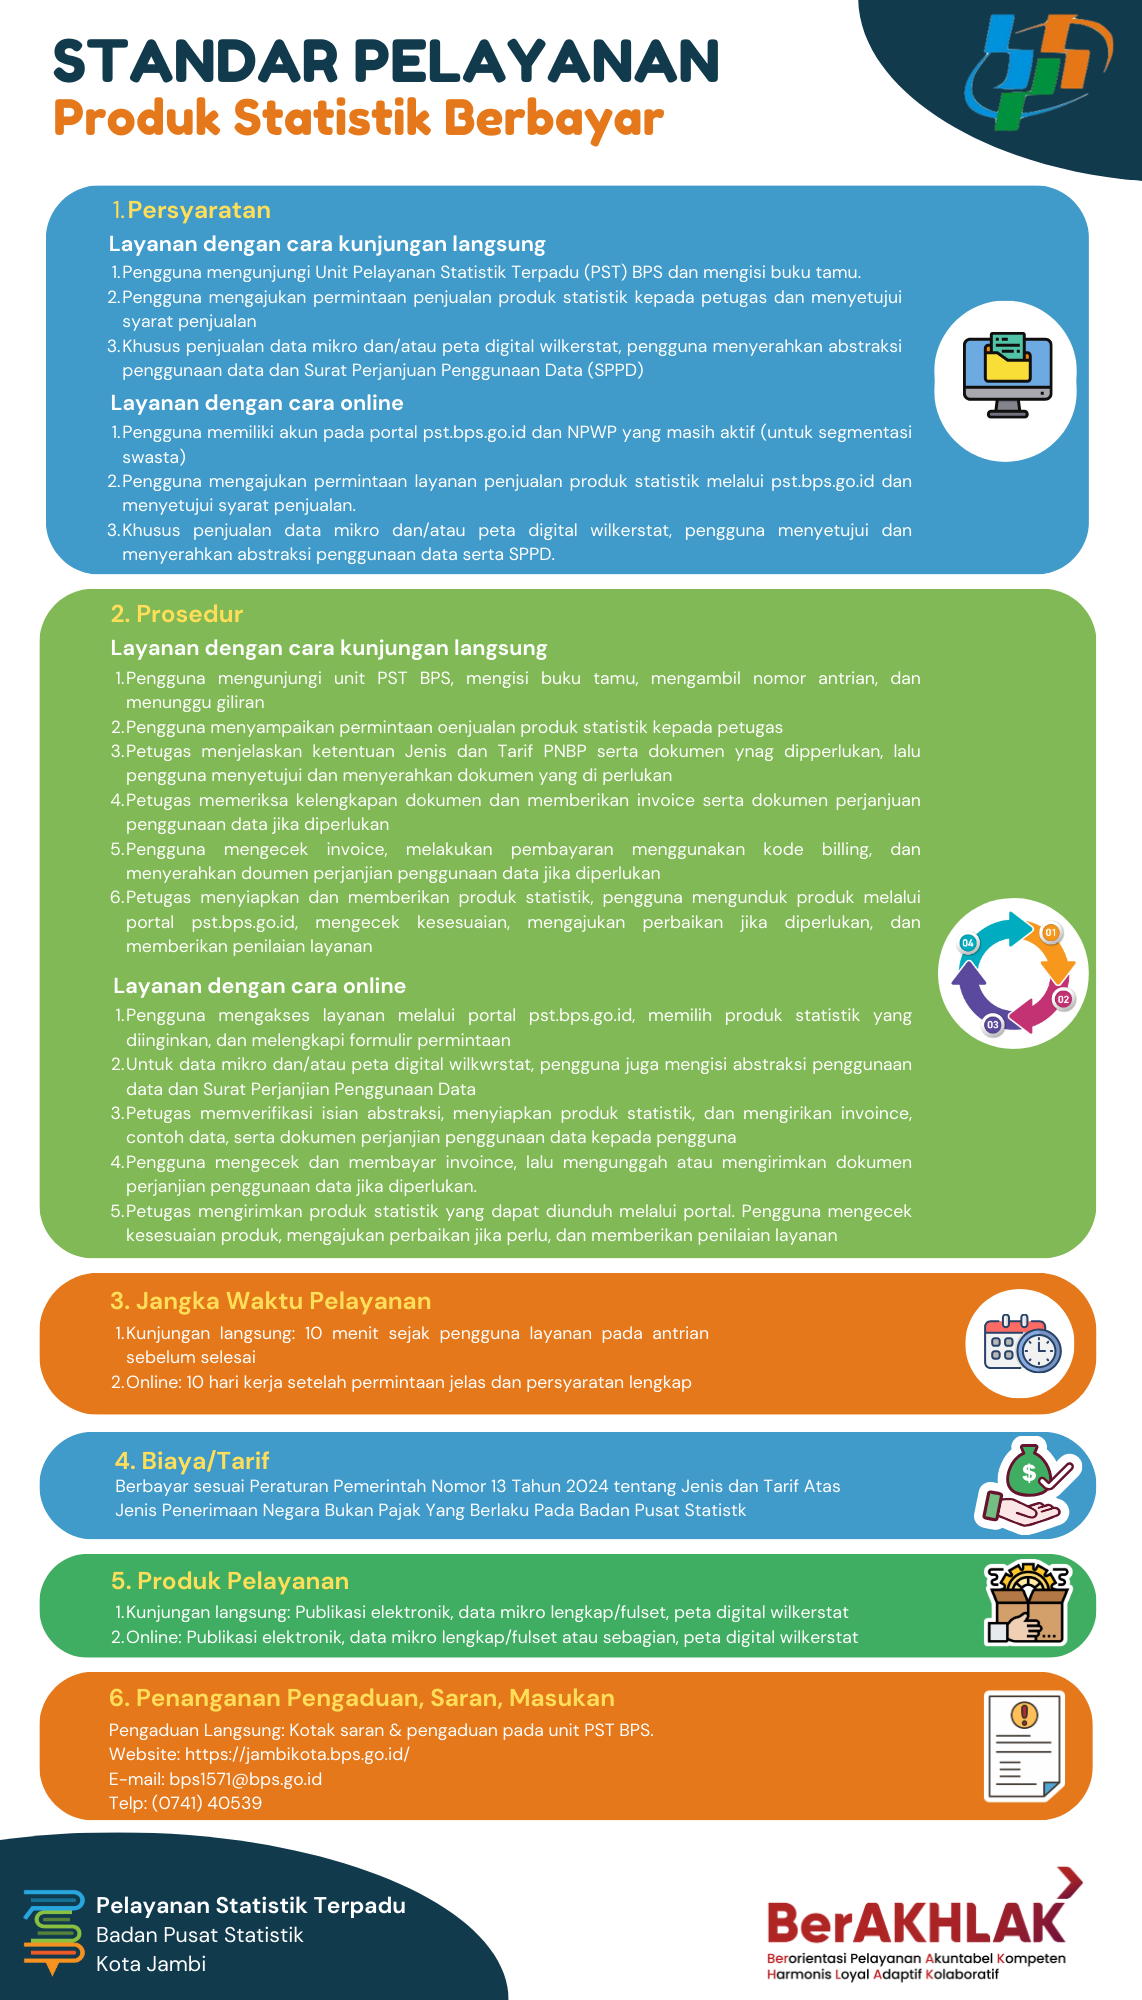 STANDAR PELAYANAN
Produk Statistik Berbayar
1. Persyaratan
Layanan dengan cara kunjungan langsung
1. Pengguna mengunjungi Unit Pelayanan Statistik Terpadu (PST) BPS dan mengisi buku tamu.
2. Pengguna mengajukan permintaan penjualan produk statistik kepada petugas dan menyetujui
syarat penjualan
3. Khusus penjualan data mikro dan/atau peta digital wilkerstat, pengguna menyerahkan abstraksi
penggunaan data dan Surat Perjanjuan Penggunaan Data (SPPD)
Layanan dengan cara online
1. Pengguna memiliki akun pada portal pst.bps.go.id dan NPWP yang masih aktif (untuk segmentasi
swasta)
2. Pengguna mengajukan permintaan layanan penjualan produk statistik melalui pst.bps.go.id dan
menyetujui syarat penjualan.
3. Khusus penjualan data mikro dan/atau peta digital wilkerstat, pengguna menyetujui dan
menyerahkan abstraksi penggunaan data serta SPPD.
2. Prosedur
Layanan dengan cara kunjungan langsung
1. Pengguna mengunjungi unit PST BPS, mengisi buku tamu, mengambil nomor antrian, dan
menunggu giliran
2. Pengguna menyampaikan permintaan oenjualan produk statistik kepada petugas
3. Petugas menjelaskan ketentuan Jenis dan Tarif PNBP serta dokumen ynag dipperlukan, lalu
pengguna menyetujui dan menyerahkan dokumen yang di perlukan
4. Petugas memeriksa kelengkapan dokumen dan memberikan invoice serta dokumen perjanjuan
penggunaan data jika diperlukan
5. Pengguna mengecek invoice, melakukan pembayaran menggunakan kode billing, dan
menyerahkan doumen perjanjian penggunaan data jika diperlukan
6. Petugas menyiapkan dan memberikan produk statistik, pengguna mengunduk produk melalui
portal pst.bps.go.id, mengecek kesesuaian, mengajukan perbaikan jika diperlukan, dan
memberikan penilaian layanan
04
01
02
03
Layanan dengan cara online
1. Pengguna mengakses layanan melalui portal pst.bps.go.id, memilih produk statistik yang
diinginkan, dan melengkapi formulir permintaan
2. Untuk data mikro dan/atau peta digital wilkwrstat, pengguna juga mengisi abstraksi penggunaan
data dan Surat Perjanjian Penggunaan Data
3. Petugas memverifikasi isian abstraksi, menyiapkan produk statistik, dan mengirikan invoince,
contoh data, serta dokumen perjanjian penggunaan data kepada pengguna
4. Pengguna mengecek dan membayar invoince, lalu mengunggah atau mengirimkan dokumen
perjanjian penggunaan data jika diperlukan.
5. Petugas mengirimkan produk statistik yang dapat diunduh melalui portal. Pengguna mengecek
kesesuaian produk, mengajukan perbaikan jika perlu, dan memberikan penilaian layanan
3. Jangka Waktu Pelayanan
1. Kunjungan langsung: 10 menit sejak pengguna layanan pada antrian
sebelum selesai
2. Online: 10 hari kerja setelah permintaan jelas dan persyaratan lengkap
4. Biaya/Tarif
Berbayar sesuai Peraturan Pemerintah Nomor 13 Tahun 2024 tentang Jenis dan Tarif Atas
Jenis Penerimaan Negara Bukan Pajak Yang Berlaku Pada Badan Pusat Statistk
$
5. Produk Pelayanan
1. Kunjungan langsung: Publikasi elektronik, data mikro lengkap/fulset, peta digital wilkerstat
2. Online: Publikasi elektronik, data mikro lengkap/fulset atau sebagian, peta digital wilkerstat
6. Penanganan Pengaduan, Saran, Masukan
Pengaduan Langsung: Kotak saran & pengaduan pada unit PST BPS.
Website: https://jambikota.bps.go.id/
E-mail: bps1571@bps.go.id
Telp: (0741) 40539
Pelayanan Statistik Terpadu
Badan Pusat Statistik
Kota Jambi
BerAKHLAK
Berorientasi Pelayanan Akuntabel Kompeten
Harmonis Loyal Adaptif Kolaboratif